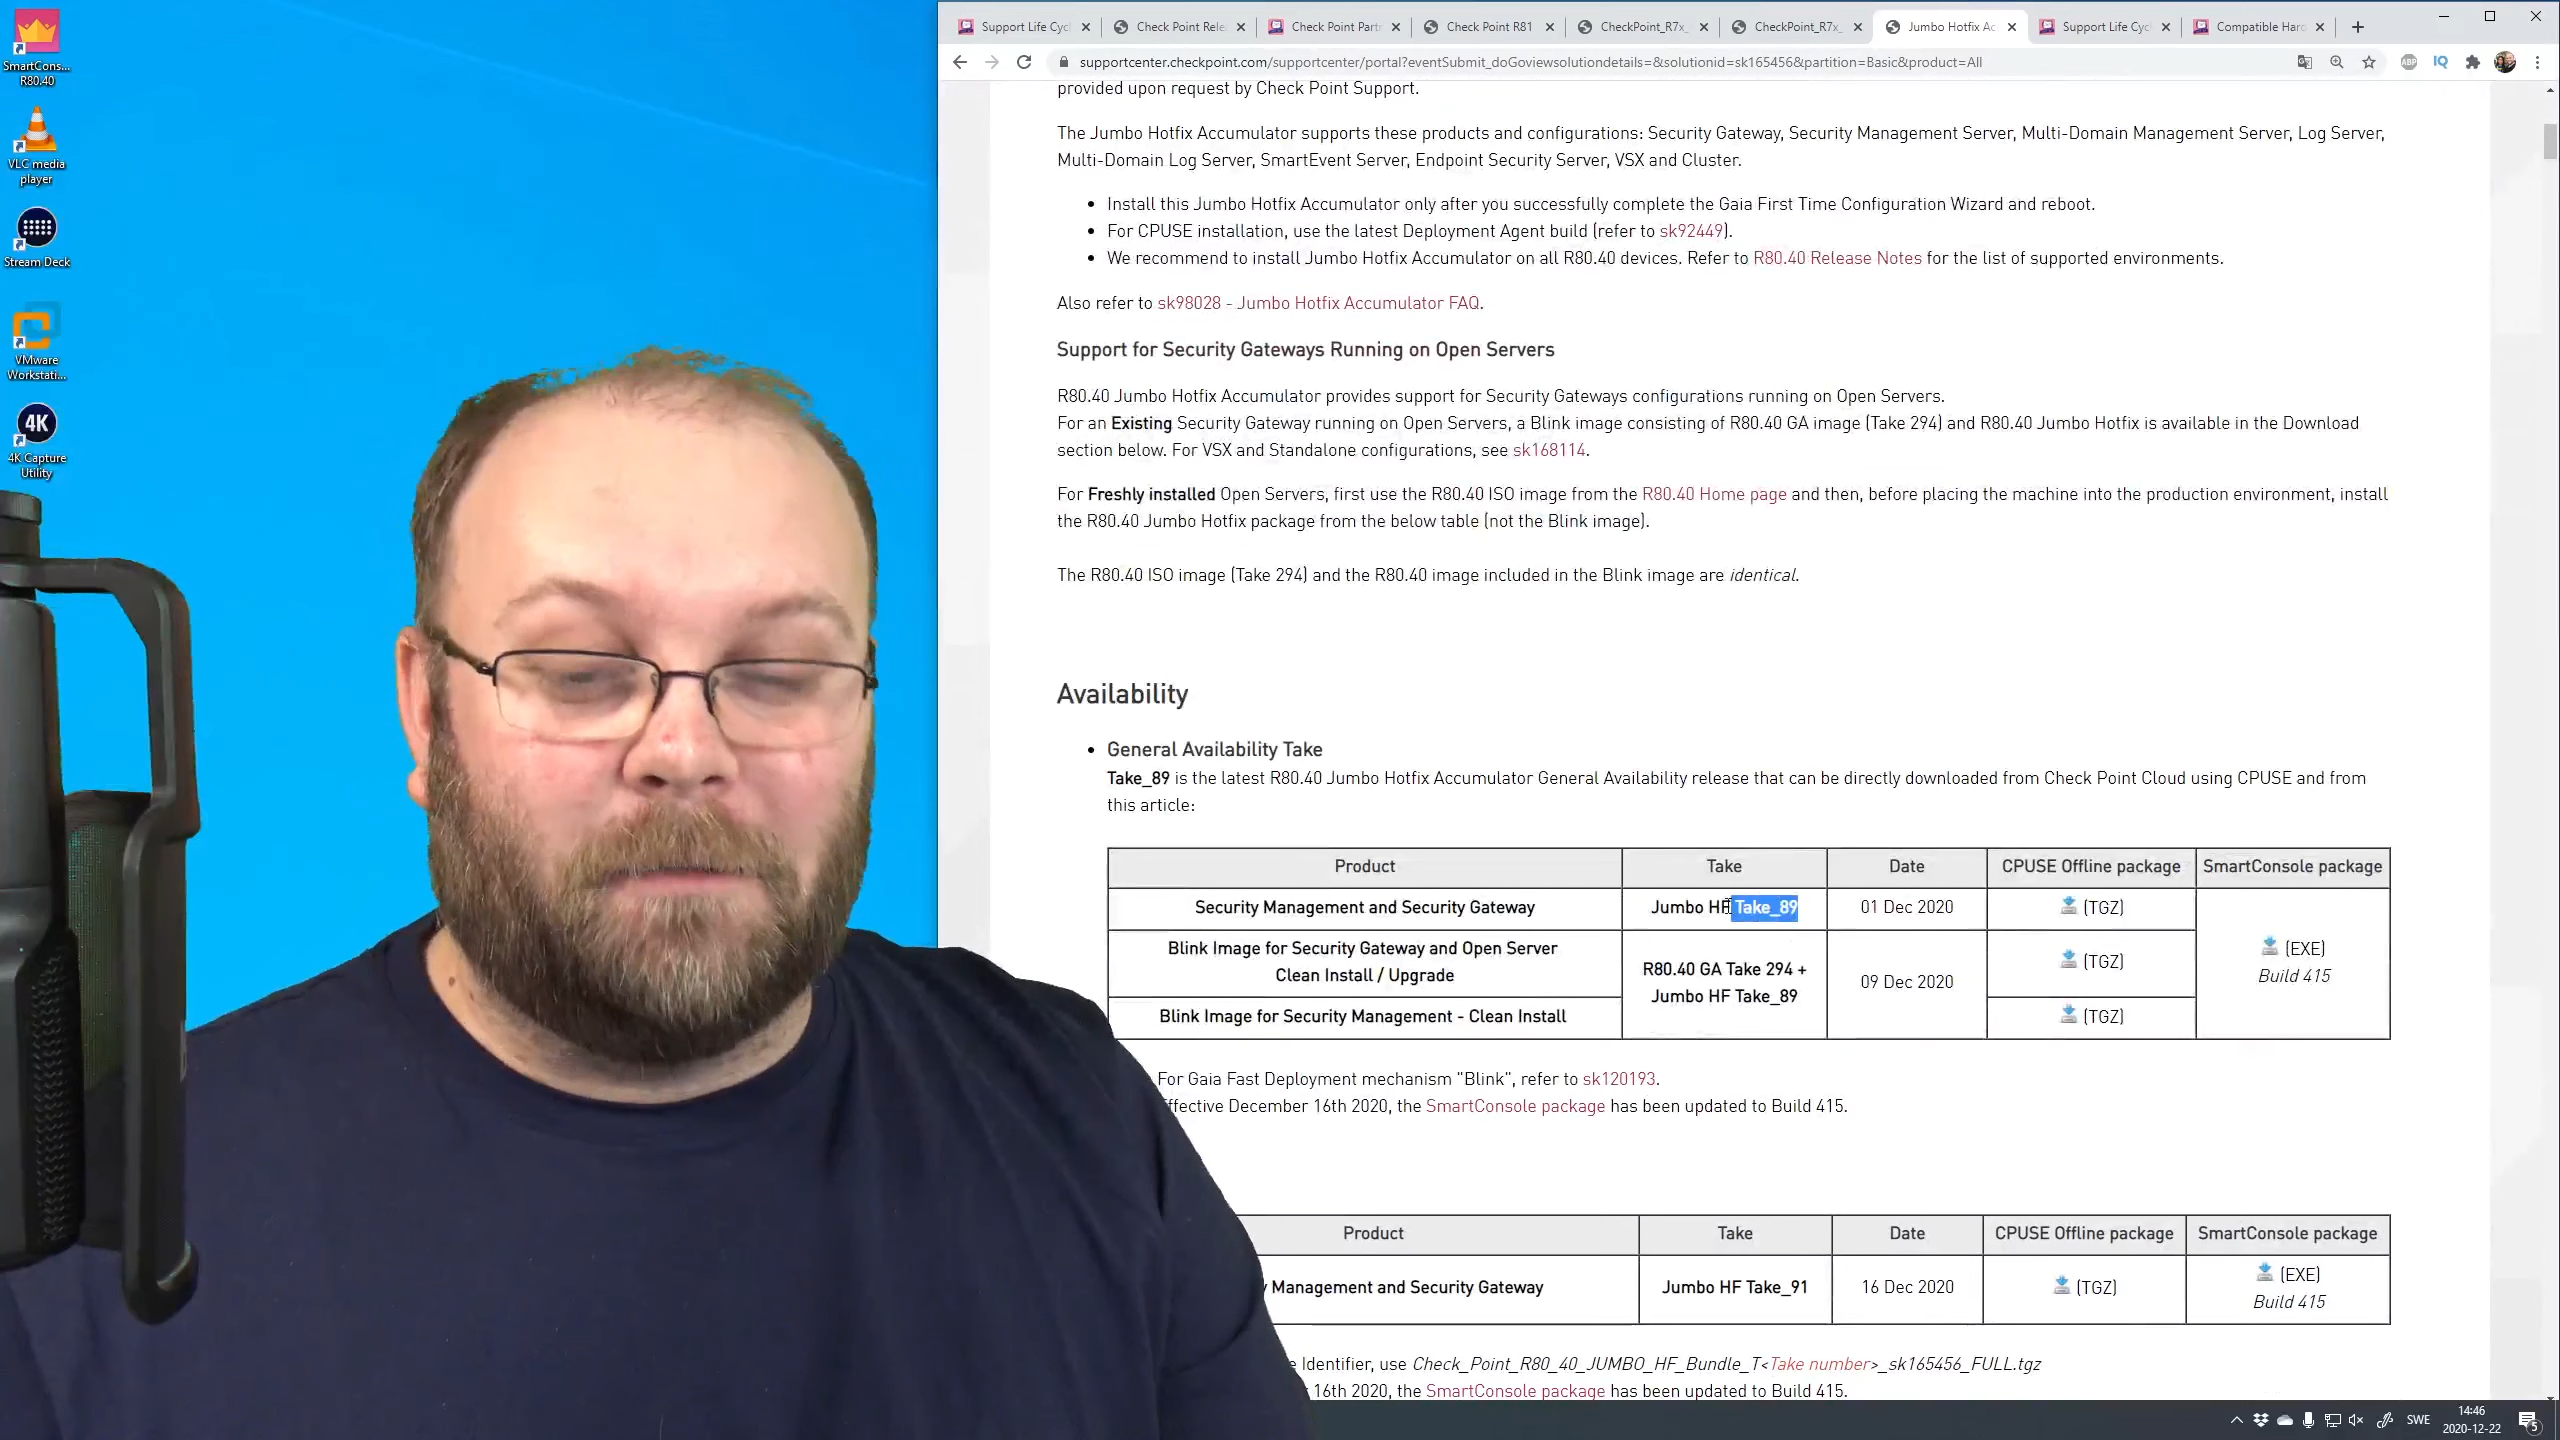 SmartCons...
R80.40
VLC media
player
Stream Deck
VMware
Workstati...
4K
4K Capture
Utility
Support Life Cycl
Check Point Rele
Check Point Part
Check Point R81
CheckPoint_R7x_
CheckPoint_R7x_
Jumbo Hotfix Ac
Support Life Cycl
Compatible Hard
supportcenter.checkpoint.com/supportcenter/portal?eventSubmit_doGoviewsolutiondetails=&solutionid=sk165456&partition=Basic&product=All
ABP
IQ
provided upon request by Check Point Support.
The Jumbo Hotfix Accumulator supports these products and configurations: Security Gateway, Security Management Server, Multi-Domain Management Server, Log Server,
Multi-Domain Log Server, SmartEvent Server, Endpoint Security Server, VSX and Cluster.
• Install this Jumbo Hotfix Accumulator only after you successfully complete the Gaia First Time Configuration Wizard and reboot.
• For CPUSE installation, use the latest Deployment Agent build (refer to sk92449).
• We recommend to install Jumbo Hotfix Accumulator on all R80.40 devices. Refer to R80.40 Release Notes for the list of supported environments.
Also refer to sk98028 - Jumbo Hotfix Accumulator FAQ.
Support for Security Gateways Running on Open Servers
R80.40 Jumbo Hotfix Accumulator provides support for Security Gateways configurations running on Open Servers.
For an Existing Security Gateway running on Open Servers, a Blink image consisting of R80.40 GA image (Take 294) and R80.40 Jumbo Hotfix is available in the Download
section below. For VSX and Standalone configurations, see sk168114.
For Freshly installed Open Servers, first use the R80.40 ISO image from the R80.40 Home page and then, before placing the machine into the production environment, install
the R80.40 Jumbo Hotfix package from the below table (not the Blink image).
The R80.40 ISO image (Take 294) and the R80.40 image included in the Blink image are identical.
Availability
• General Availability Take
Take_89 is the latest R80.40 Jumbo Hotfix Accumulator General Availability release that can be directly downloaded from Check Point Cloud using CPUSE and from
this article:
Product Take Date CPUSE Offline package SmartConsole package
Security Management and Security Gateway Jumbo HF Take_89 01 Dec 2020 (TGZ)
Blink Image for Security Gateway and Open Server
Clean Install / Upgrade
R80.40 GA Take 294 +
Jumbo HF Take_89
09 Dec 2020
(TGZ)
(EXE)
Build 415
Blink Image for Security Management - Clean Install (TGZ)
For Gaia Fast Deployment mechanism "Blink", refer to sk120193.
ffective December 16th 2020, the SmartConsole package has been updated to Build 415.
Product Take Date CPUSE Offline package SmartConsole package
Management and Security Gateway Jumbo HF Take_91 16 Dec 2020 (TGZ) (EXE)
Build 415
e Identifier, use Check_Point_R80_40_JUMBO_HF_Bundle_T<Take number>_sk165456_FULL.tgz
16th 2020, the SmartConsole package has been updated to Build 415.
SWE
14:46
2020-12-22
5